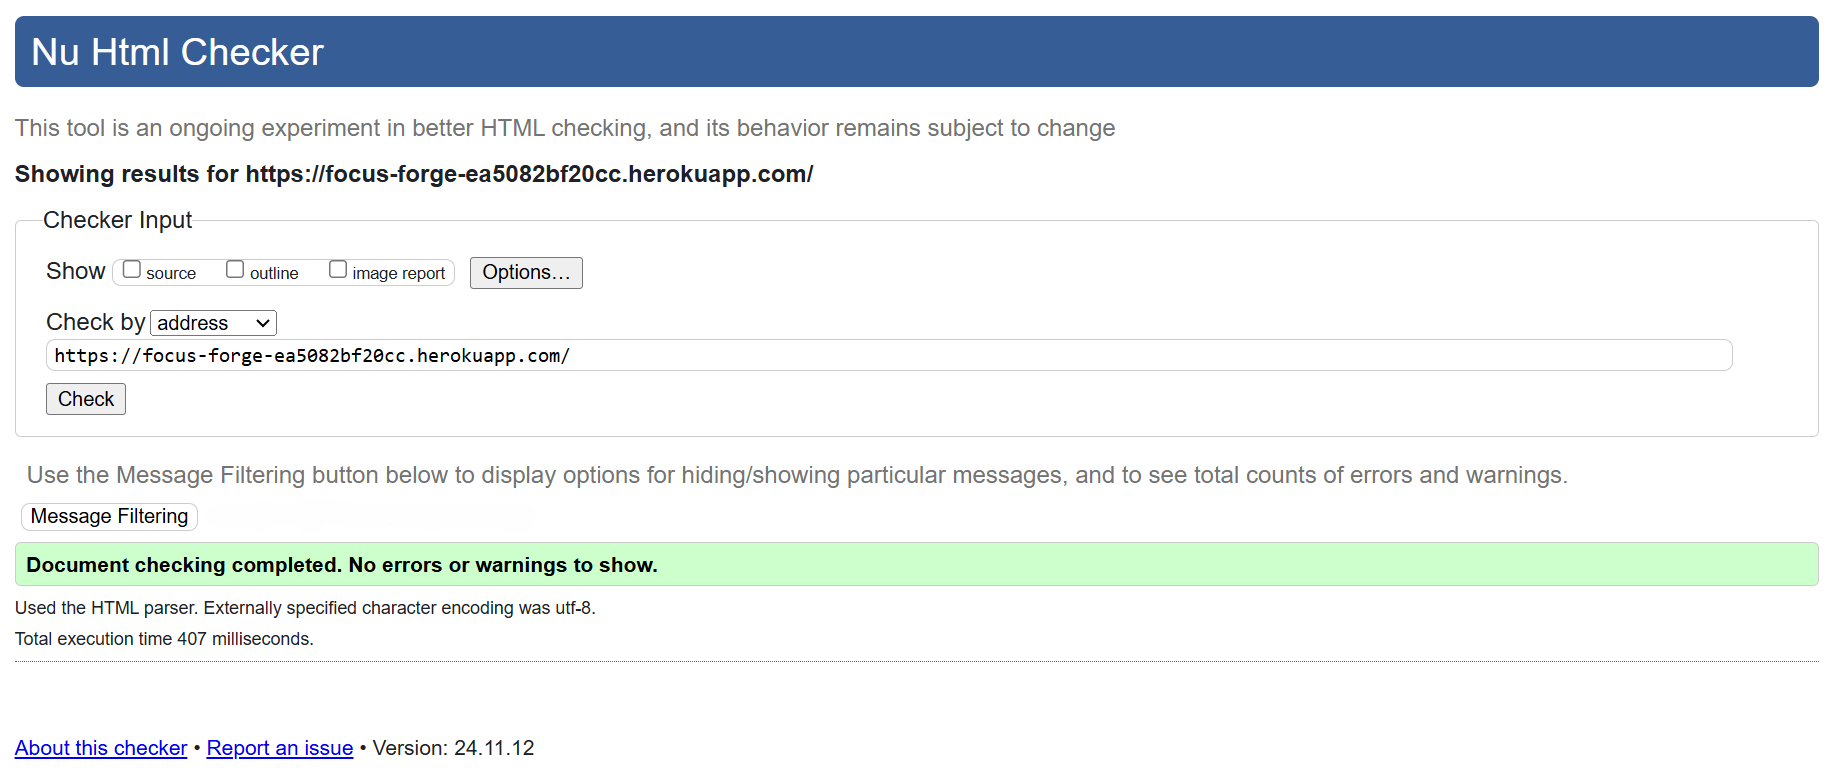 Nu Html Checker
This tool is an ongoing experiment in better HTML checking, and its behavior remains subject to change
Showing results for https://focus-forge-ea5082bf20cc.herokuapp.com/
Checker Input
Show source outline image report Options…
Check by address
https://focus-forge-ea5082bf20cc.herokuapp.com/
Check
Use the Message Filtering button below to display options for hiding/showing particular messages, and to see total counts of errors and warnings.
Message Filtering
Document checking completed. No errors or warnings to show.
Used the HTML parser. Externally specified character encoding was utf-8.
Total execution time 407 milliseconds.
About this checker • Report an issue • Version: 24.11.12